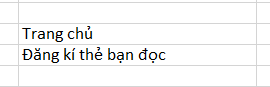 Trang chủ
Đăng kí thẻ bạn đọc